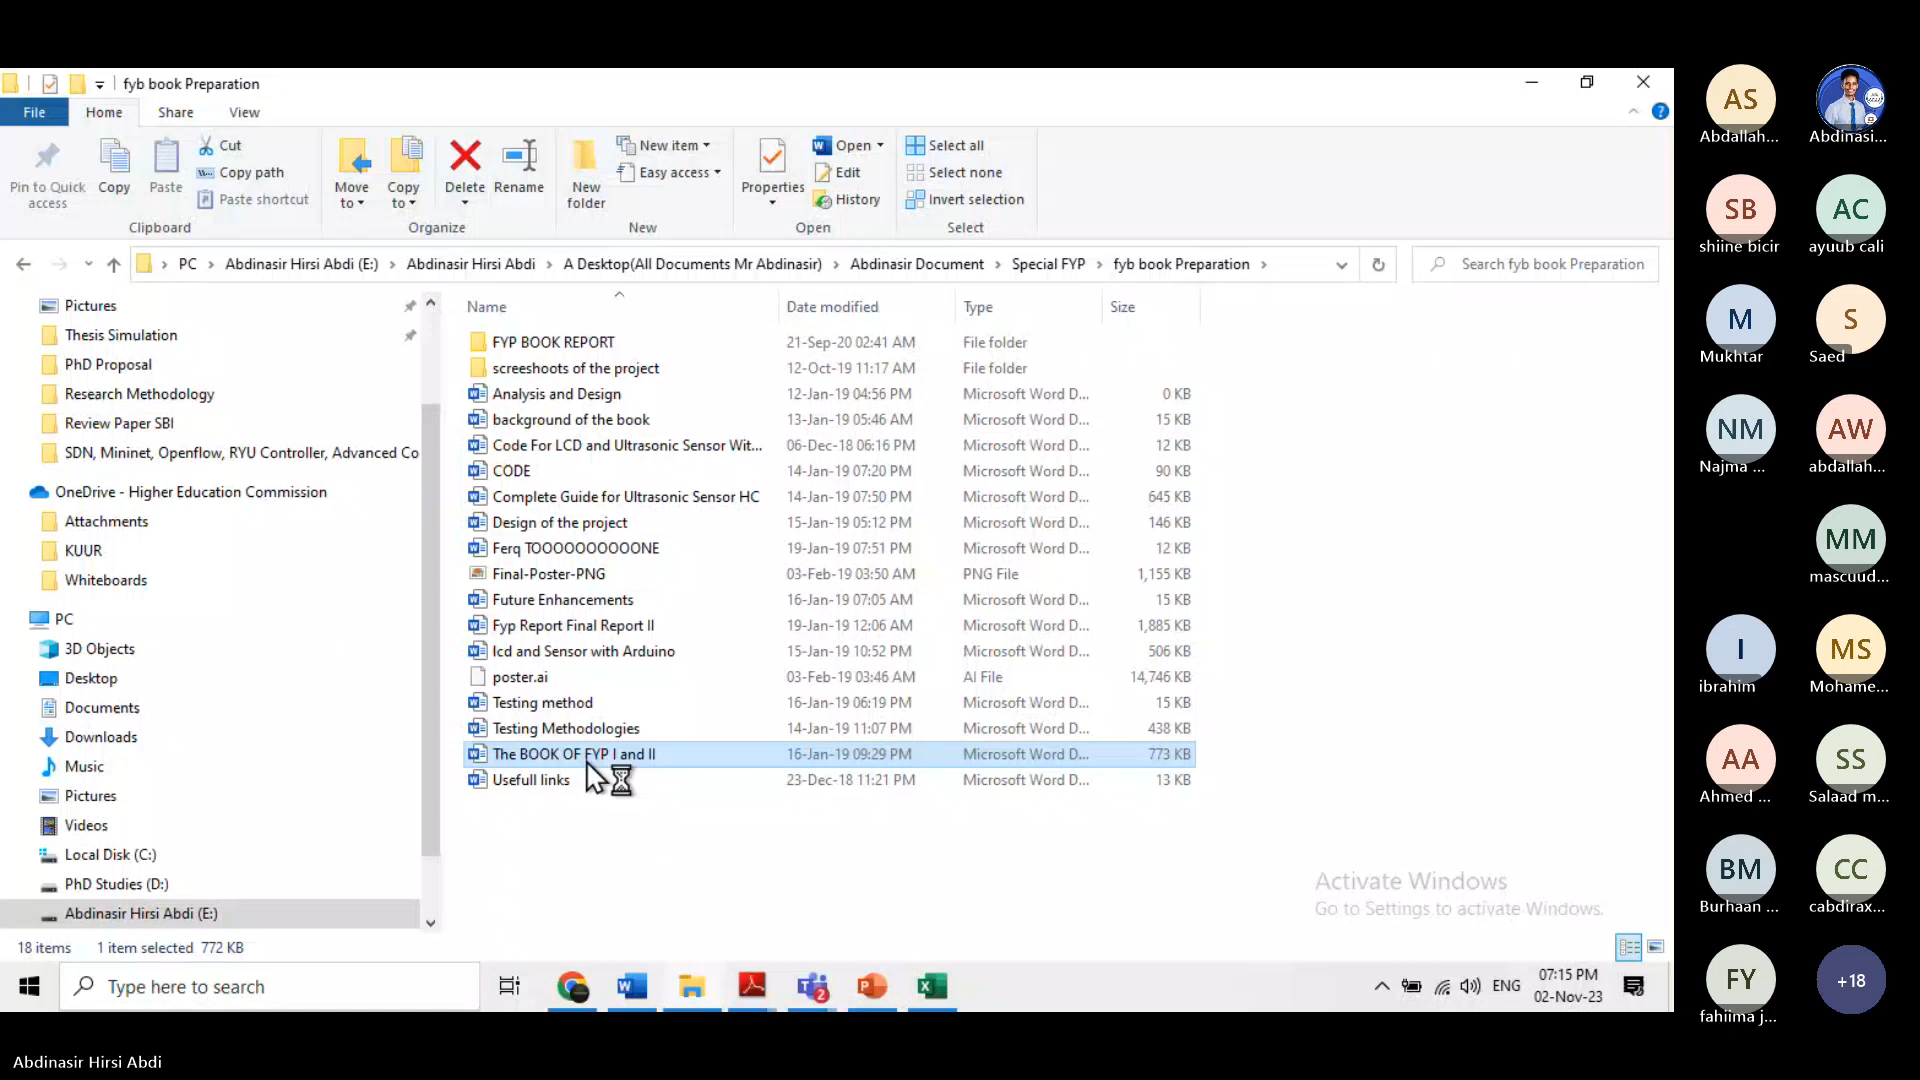 fyb book Preparation
File Home Share View
Pin to Quick access
Copy
Paste
Cut
Copy path
Paste shortcut
Clipboard
Move to
Copy to
Delete
Rename
Organize
New folder
New item
Easy access
New
Properties
Open
Edit
History
Open
Select all
Select none
Invert selection
Select
PC Abdinasir Hirsi Abdi (E:) Abdinasir Hirsi Abdi A Desktop(All Documents Mr Abdinasir) Abdinasir Document Special FYP fyb book Preparation
Search fyb book Preparation
Pictures
Thesis Simulation
PhD Proposal
Research Methodology
Review Paper SBI
SDN, Mininet, Openflow, RYU Controller, Advanced Co
OneDrive - Higher Education Commission
Attachments
KUUR
Whiteboards
PC
3D Objects
Desktop
Documents
Downloads
Music
Pictures
Videos
Local Disk (C:)
PhD Studies (D:)
Abdinasir Hirsi Abdi (E:)
Name Date modified Type Size
FYP BOOK REPORT 21-Sep-20 02:41 AM File folder
screeshoots of the project 12-Oct-19 11:17 AM File folder
Analysis and Design 12-Jan-19 04:56 PM Microsoft Word D... 0 KB
background of the book 13-Jan-19 05:46 AM Microsoft Word D... 15 KB
Code For LCD and Ultrasonic Sensor Wit... 06-Dec-18 06:16 PM Microsoft Word D... 12 KB
CODE 14-Jan-19 07:20 PM Microsoft Word D... 90 KB
Complete Guide for Ultrasonic Sensor HC 14-Jan-19 07:50 PM Microsoft Word D... 645 KB
Design of the project 15-Jan-19 05:12 PM Microsoft Word D... 146 KB
Ferq TOOOOOOOOOONE 19-Jan-19 07:51 PM Microsoft Word D... 12 KB
Final-Poster-PNG 03-Feb-19 03:50 AM PNG File 1,155 KB
Future Enhancements 16-Jan-19 07:05 AM Microsoft Word D... 15 KB
Fyp Report Final Report II 19-Jan-19 12:06 AM Microsoft Word D... 1,885 KB
lcd and Sensor with Arduino 15-Jan-19 10:52 PM Microsoft Word D... 506 KB
poster.ai 03-Feb-19 03:46 AM AI File 14,746 KB
Testing method 16-Jan-19 06:19 PM Microsoft Word D... 15 KB
Testing Methodologies 14-Jan-19 11:07 PM Microsoft Word D... 438 KB
The BOOK OF FYP I and II 16-Jan-19 09:29 PM Microsoft Word D... 773 KB
Usefull links 23-Dec-18 11:21 PM Microsoft Word D... 13 KB
Activate Windows
Go to Settings to activate Windows.
18 items 1 item selected 772 KB
Type here to search
2
ENG
07:15 PM
02-Nov-23
AS
Abdallah...
Abdinasi...
SB
shiine bicir
AC
ayuub cali
M
Mukhtar
S
Saed
NM
Najma ...
AW
abdallah...
MM
mascuud...
I
ibrahim
MS
Mohame...
AA
Ahmed ...
SS
Salaad m...
BM
Burhaan ...
CC
cabdirax...
FY
fahiima j...
+18
Abdinasir Hirsi Abdi